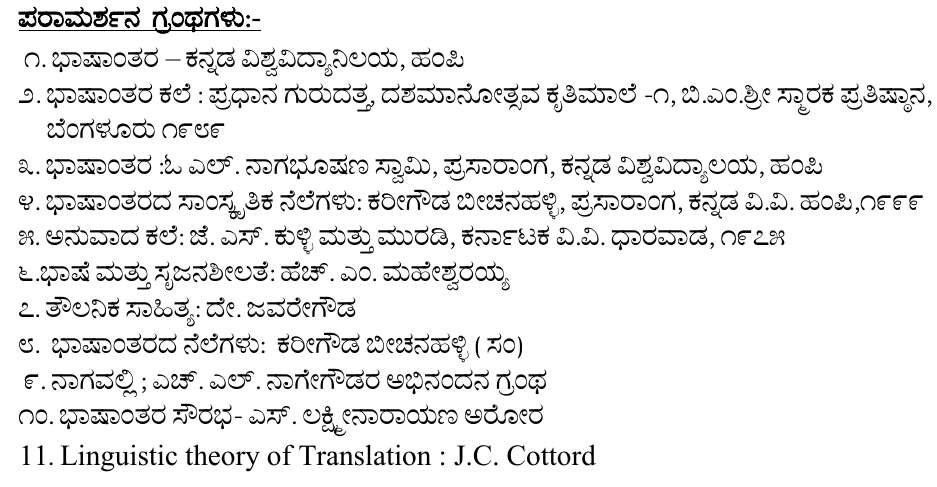 ಪರಾಮರ್ಶನ ಗ್ರಂಥಗಳು:-
೧. ಭಾಷಾಂತರ – ಕನ್ನಡ ವಿಶ್ವವಿದ್ಯಾನಿಲಯ, ಹಂಪಿ
೨. ಭಾಷಾಂತರ ಕಲೆ : ಪ್ರಧಾನ ಗುರುದತ್ತ, ದಶಮಾನೋತ್ಸವ ಕೃತಿಮಾಲೆ -೧, ಬಿ.ಎಂ.ಶ್ರೀ ಸ್ಮಾರಕ ಪ್ರತಿಷ್ಠಾನ,
ಬೆಂಗಳೂರು ೧೯೮೯
೩. ಭಾಷಾಂತರ :ಓ ಎಲ್. ನಾಗಭೂಷಣ ಸ್ವಾಮಿ, ಪ್ರಸಾರಾಂಗ, ಕನ್ನಡ ವಿಶ್ವವಿದ್ಯಾಲಯ, ಹಂಪಿ
೪. ಭಾಷಾಂತರದ ಸಾಂಸ್ಕೃತಿಕ ನೆಲೆಗಳು: ಕರೀಗೌಡ ಬೀಚನಹಳ್ಳಿ, ಪ್ರಸಾರಾಂಗ, ಕನ್ನಡ ವಿ.ವಿ. ಹಂಪಿ,೧೯೯೯
೫. ಅನುವಾದ ಕಲೆ: ಜೆ. ಎಸ್. ಕುಳ್ಳಿ ಮತ್ತು ಮುರಡಿ, ಕರ್ನಾಟಕ ವಿ.ವಿ. ಧಾರವಾಡ, ೧೯೭೫
೬.ಭಾಷೆ ಮತ್ತು ಸೃಜನಶೀಲತೆ: ಹೆಚ್. ಎಂ. ಮಹೇಶ್ವರಯ್ಯ
೭. ತೌಲನಿಕ ಸಾಹಿತ್ಯ: ದೇ. ಜವರೇಗೌಡ
೮. ಭಾಷಾಂತರದ ನೆಲೆಗಳು: ಕರೀಗೌಡ ಬೀಚನಹಳ್ಳಿ ( ಸಂ)
೯. ನಾಗವಲ್ಲಿ ; ಎಚ್. ಎಲ್. ನಾಗೇಗೌಡರ ಅಭಿನಂದನ ಗ್ರಂಥ
೧೦. ಭಾಷಾಂತರ ಸೌರಭ- ಎಸ್. ಲಕ್ಷ್ಮೀನಾರಾಯಣ ಅರೋರ
11. Linguistic theory of Translation : J.C. Cottord